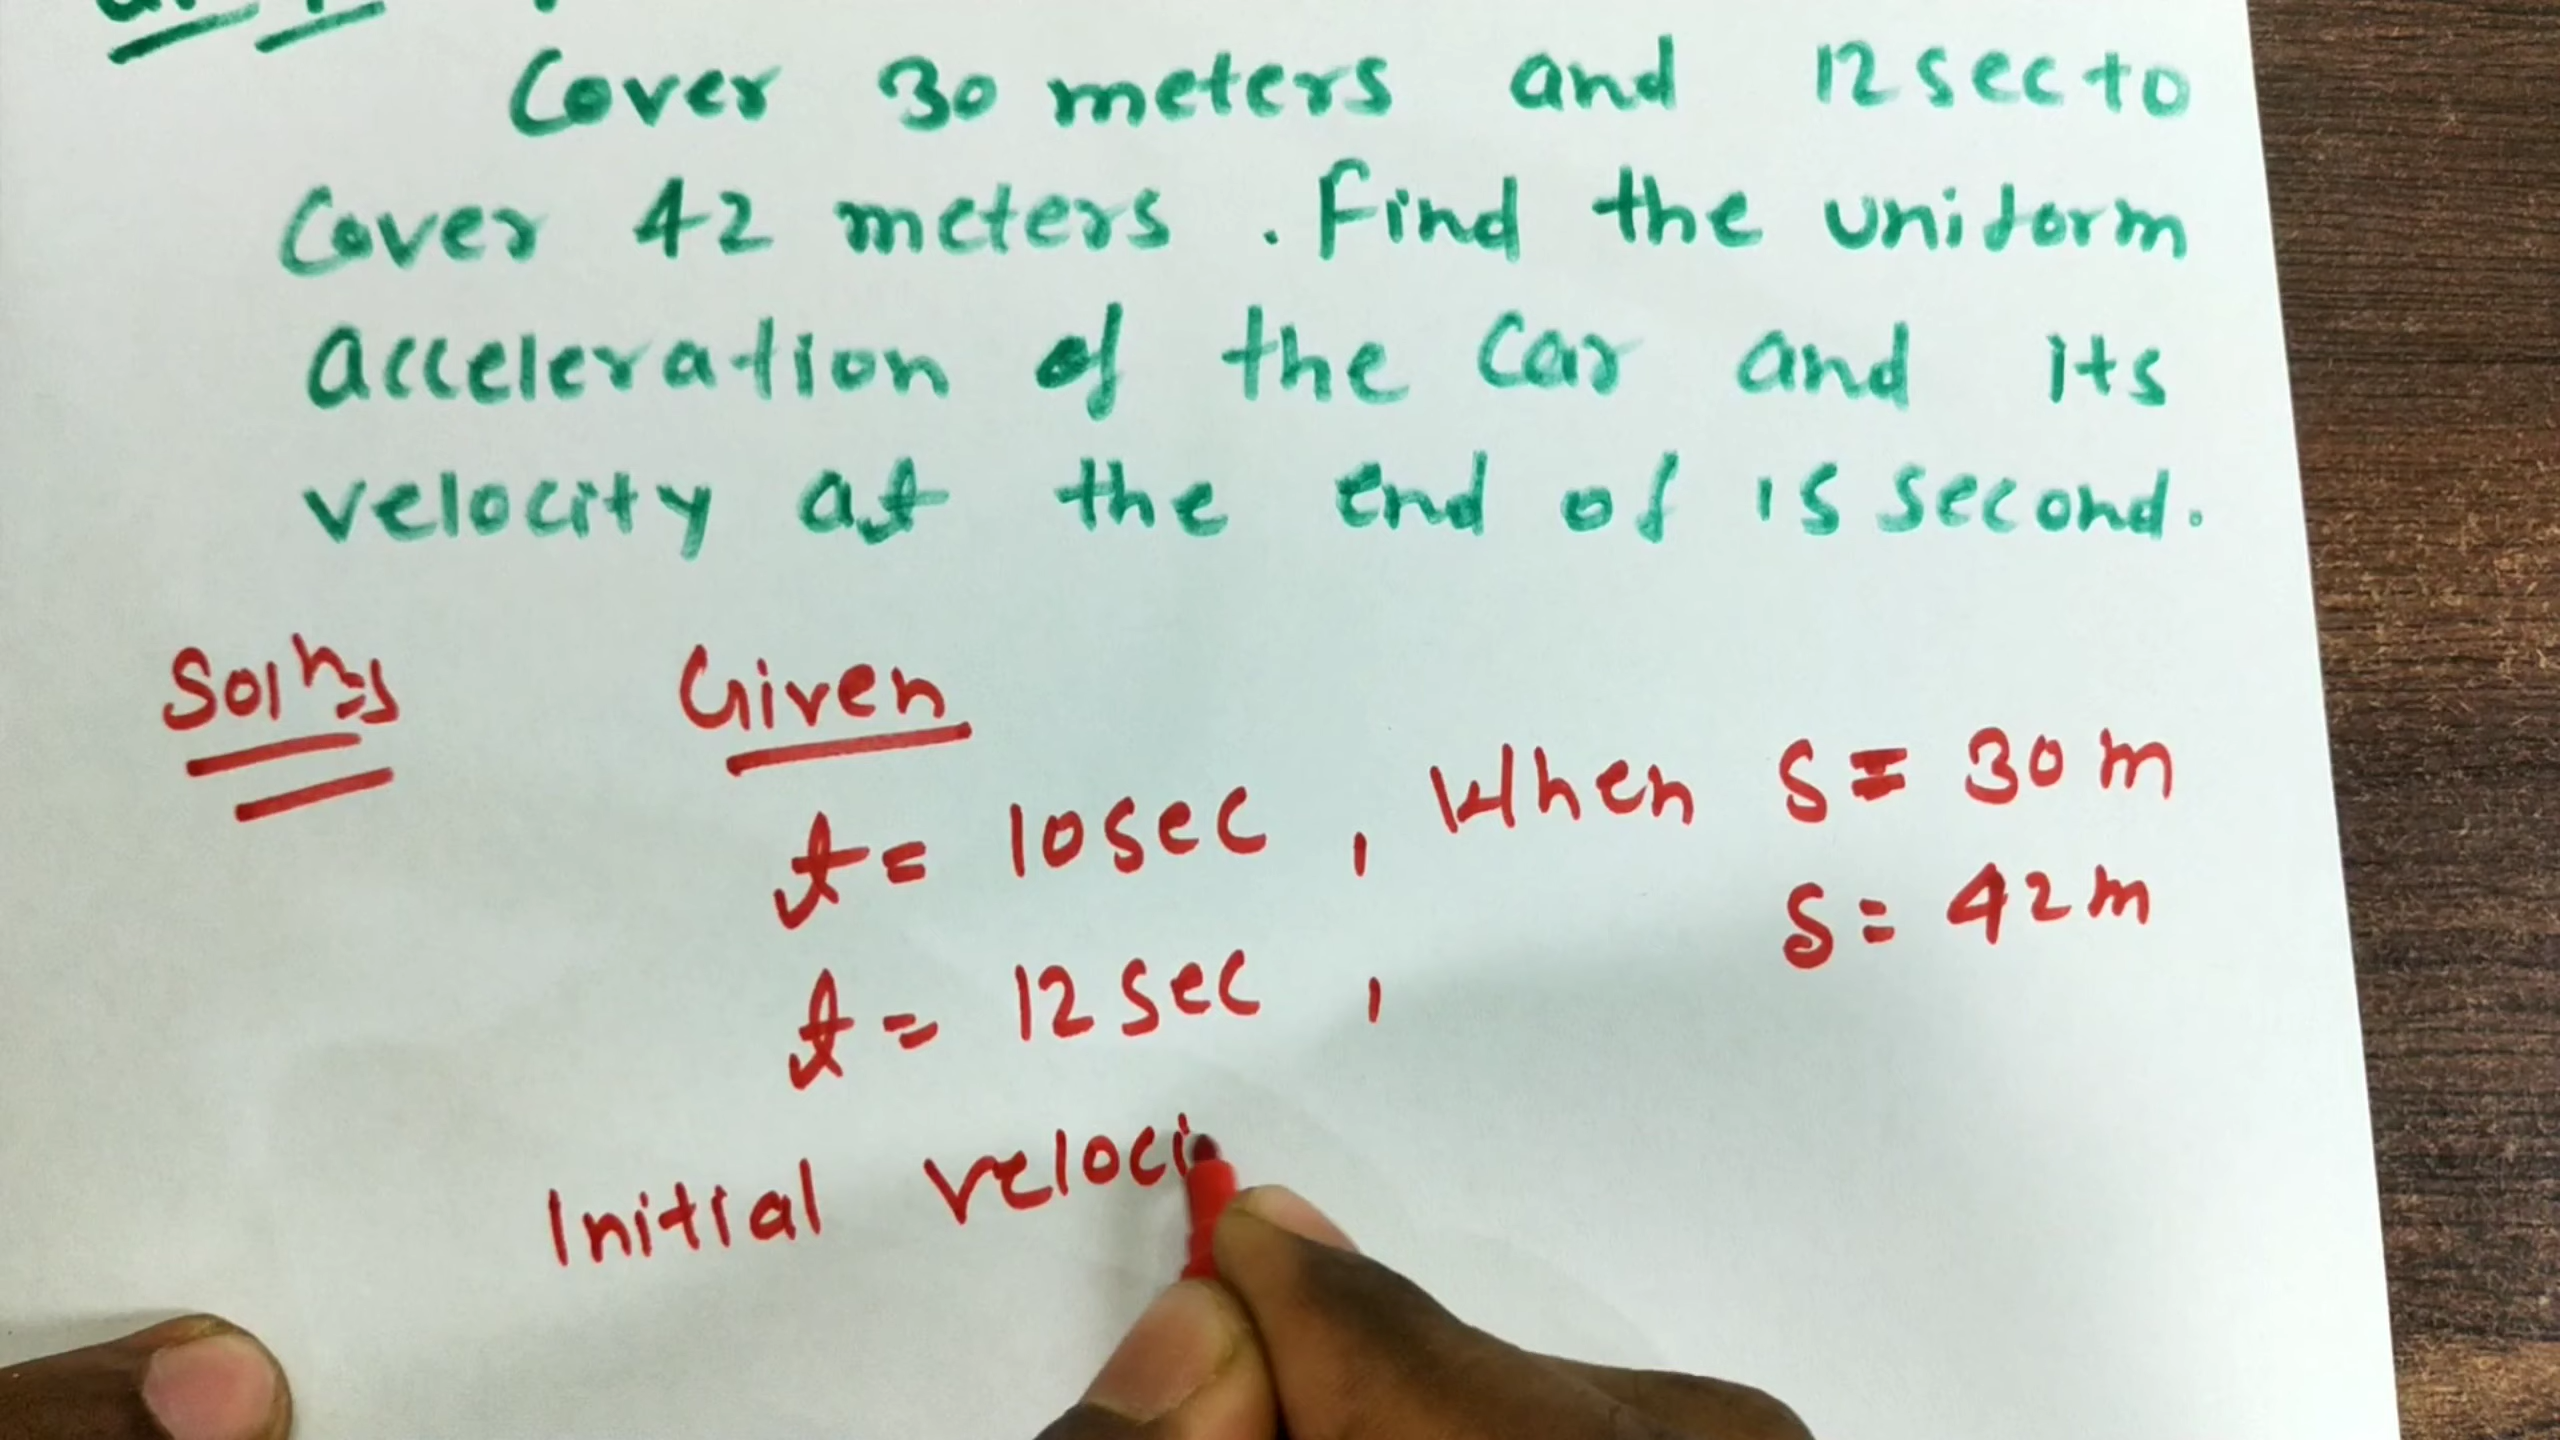 Cover 30 meters and 12 sec to
Cover 42 meters . Find the uniform
acceleration of the car and its
velocity at the end of 15 second.
Soln:
Given
t = 10 sec , When S = 30 m
t = 12 sec , S = 42 m
Initial veloci